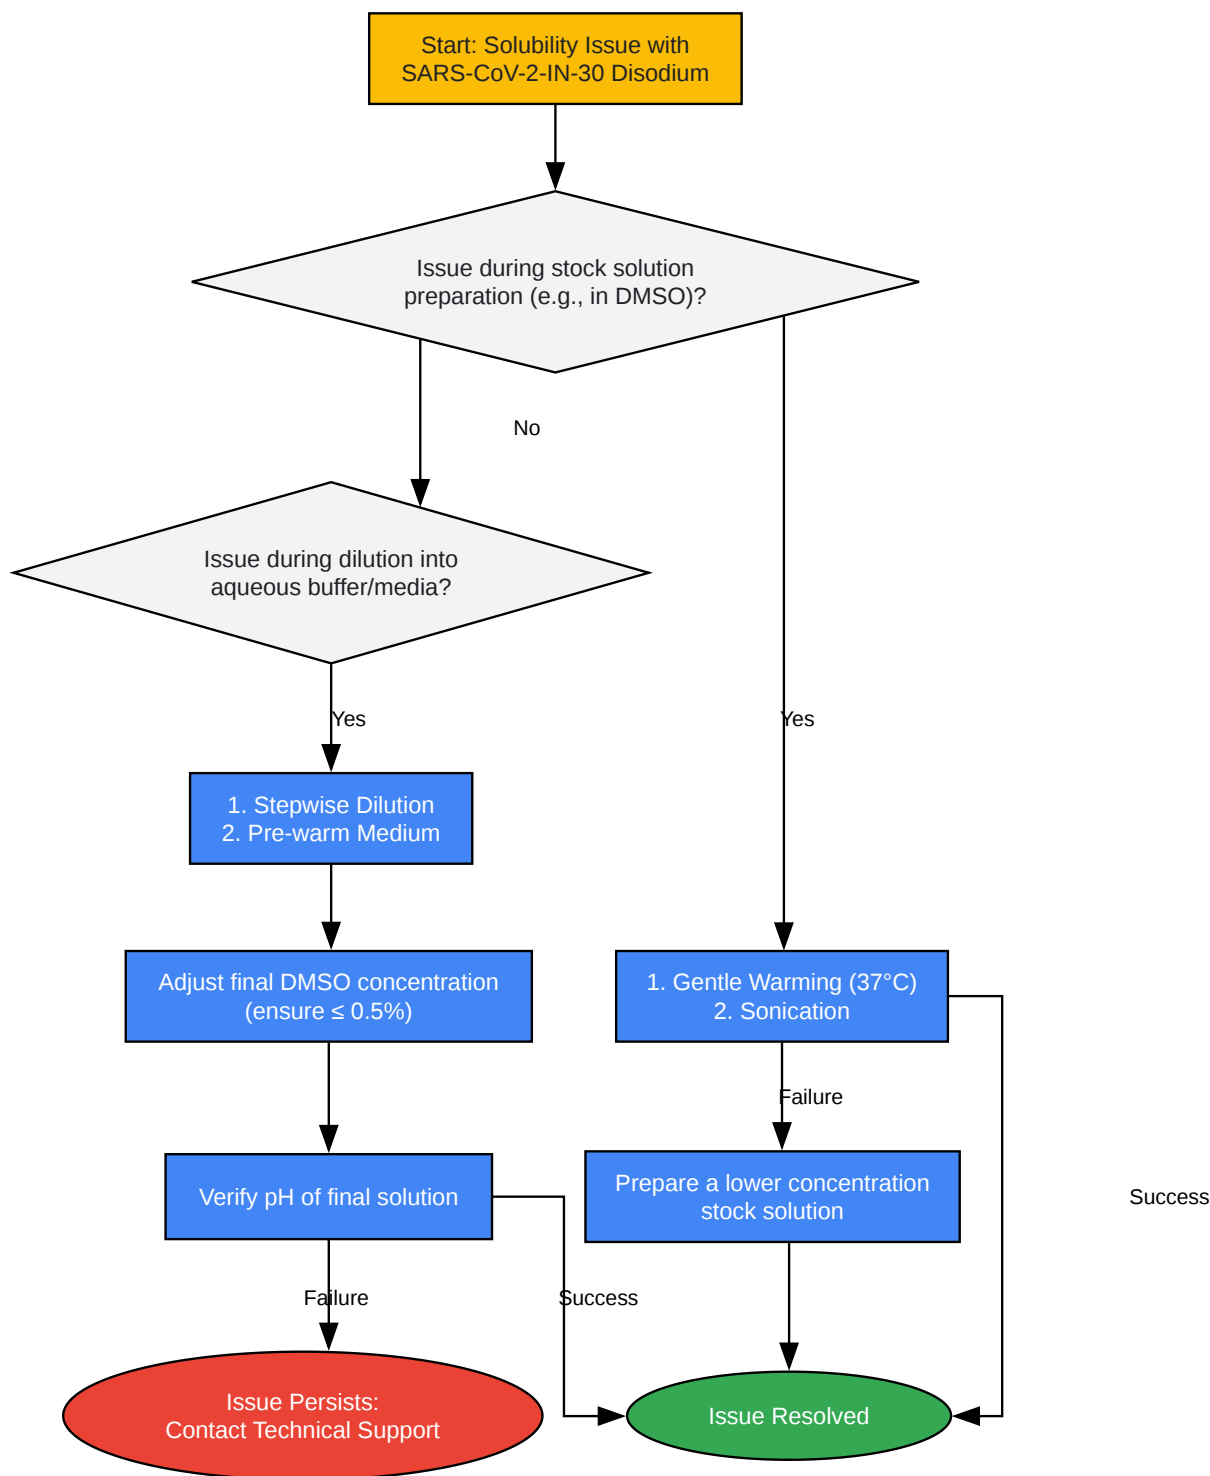 Start: Solubility Issue with
SARS-CoV-2-IN-30 Disodium
Issue during stock solution
preparation (e.g., in DMSO)?
No
Issue during dilution into
aqueous buffer/media?
Yes
Yes
1. Stepwise Dilution
2. Pre-warm Medium
Adjust final DMSO concentration
(ensure ≤ 0.5%)
1. Gentle Warming (37°C)
2. Sonication
Failure
Verify pH of final solution
Prepare a lower concentration
stock solution
Success
Failure
Success
Issue Persists:
Contact Technical Support
Issue Resolved